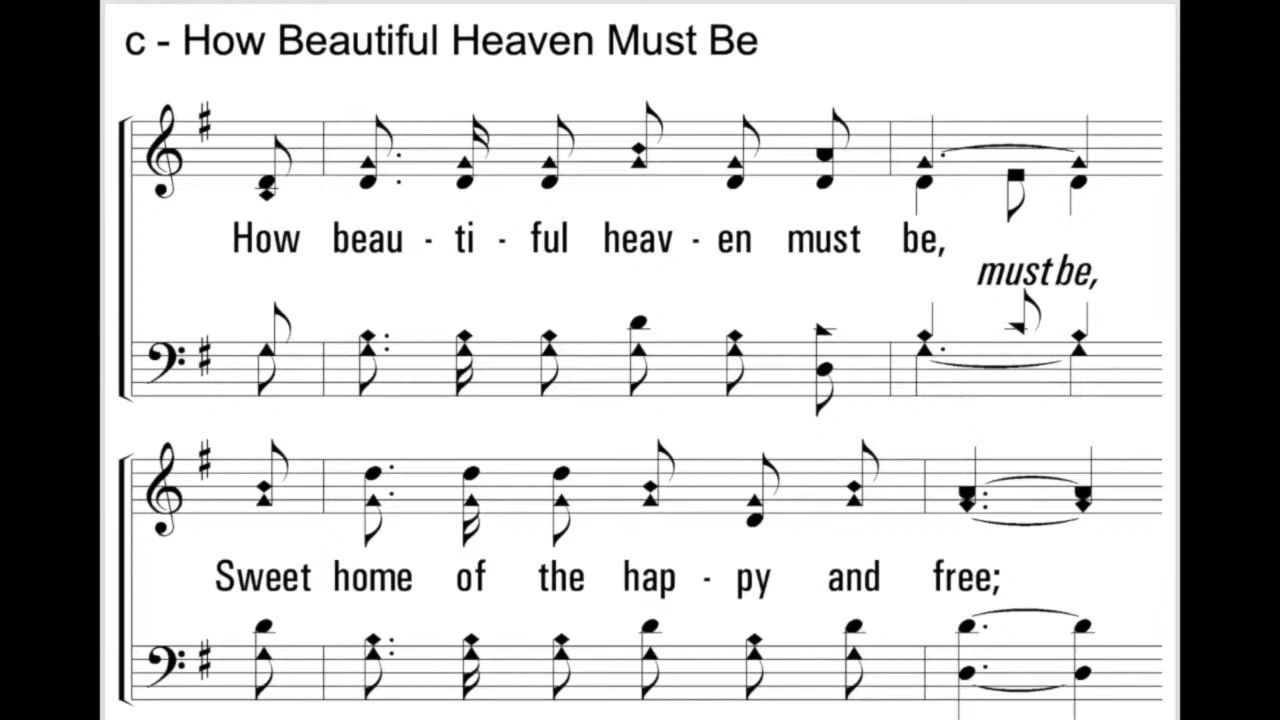 c - How Beautiful Heaven Must Be
How beau - ti - ful heav - en must be,
must be,
Sweet home of the hap - py and free;